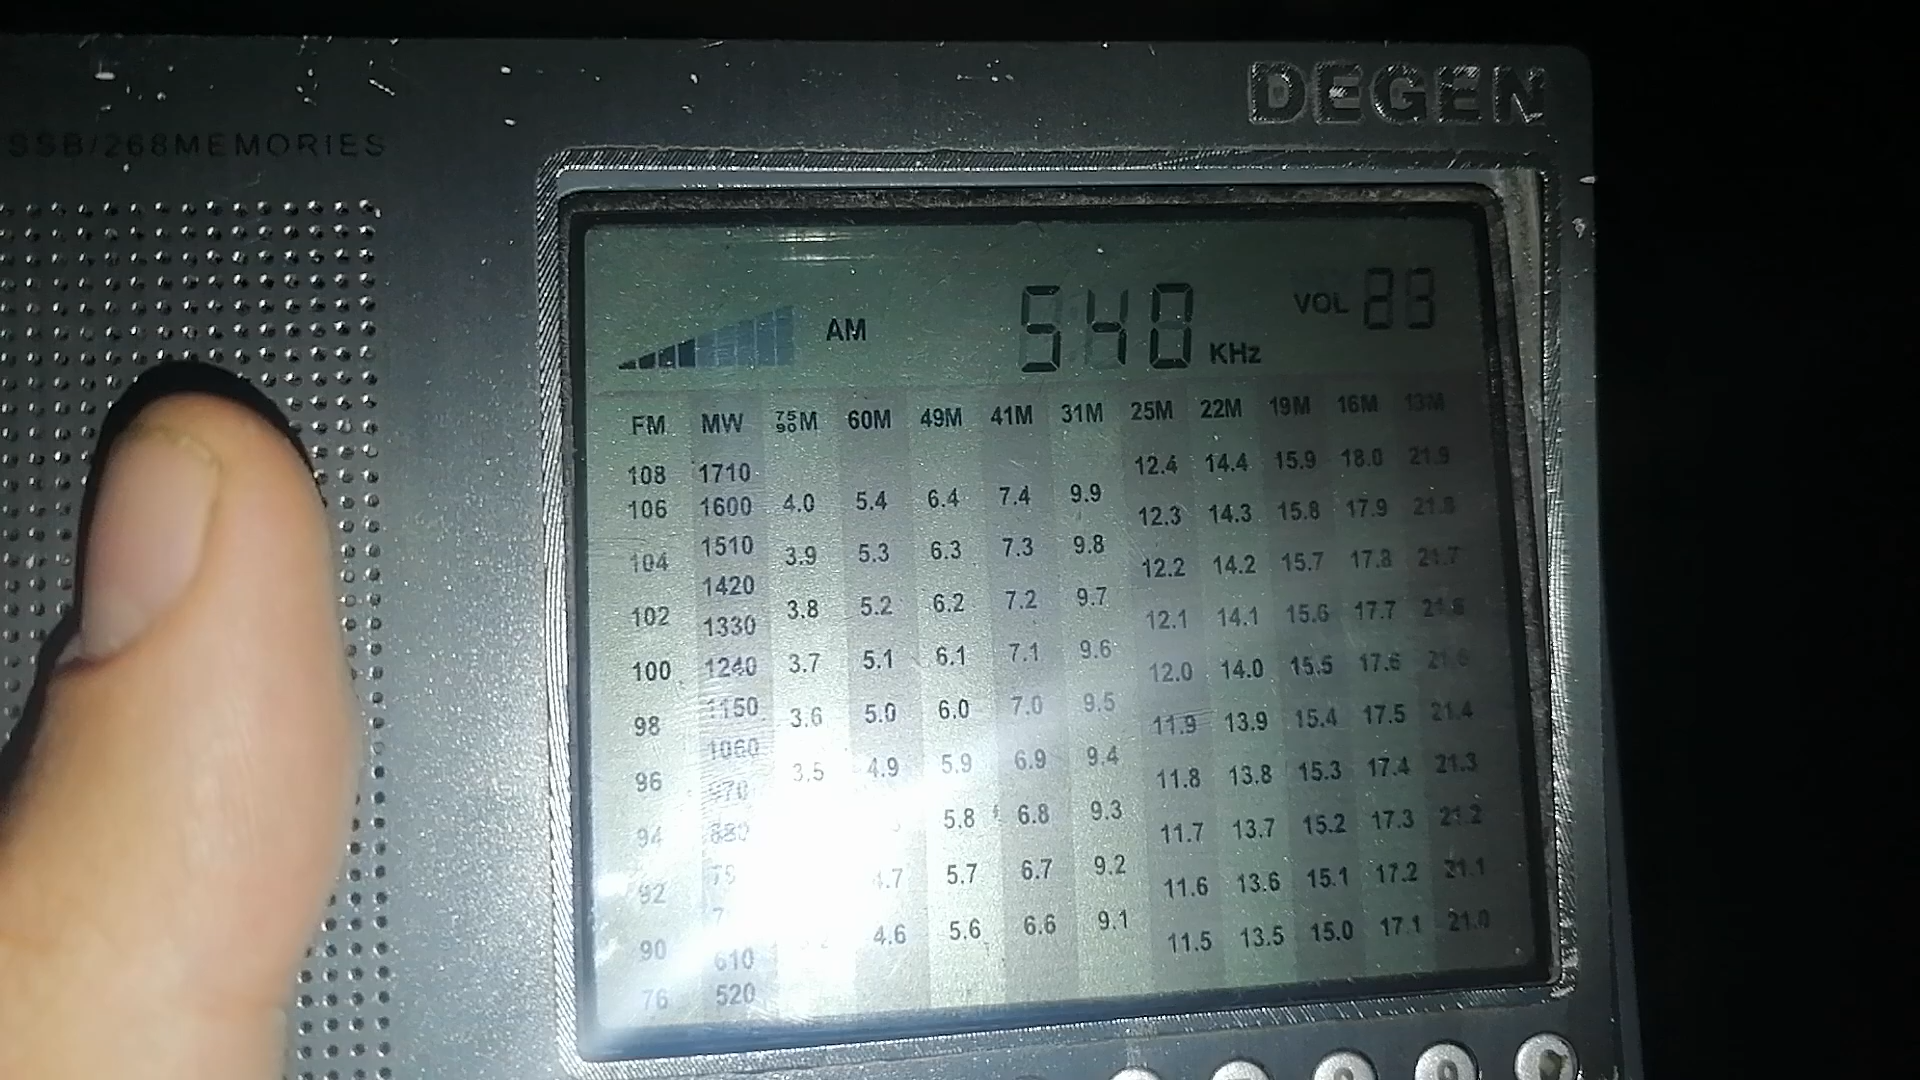 DEGEN
SSB/268MEMORIES
AM 540 KHz VOL 23
FM MW 75 90 M 60M 49M 41M 31M 25M 22M 19M 16M 13M
108 1710 12.4 14.4 15.9 18.0 21.9
106 1600 4.0 5.4 6.4 7.4 9.9 12.3 14.3 15.8 17.9 21.8
104 1510 3.9 5.3 6.3 7.3 9.8 12.2 14.2 15.7 17.8 21.7
1420
102 1330 3.8 5.2 6.2 7.2 9.7 12.1 14.1 15.6 17.7 21.6
100 1240 3.7 5.1 6.1 7.1 9.6 12.0 14.0 15.5 17.6
98 1150 3.6 5.0 6.0 7.0 9.5 11.9 13.9 15.4 17.5 21.4
1060
96 970 3.5 4.9 5.9 6.9 9.4 11.8 13.8 15.3 17.4 21.3
94 880 5.8 6.8 9.3 11.7 13.7 15.2 17.3 21.2
92 4.7 5.7 6.7 9.2 11.6 13.6 15.1 17.2 21.1
90 610 4.6 5.6 6.6 9.1 11.5 13.5 15.0 17.1 21.0
76 520